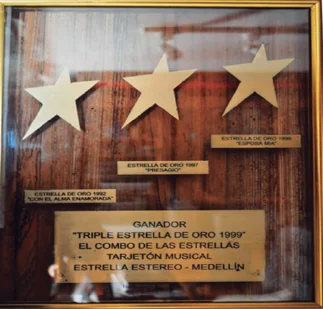 ESTRELLA DE ORO 1992
"CON EL ALMA ENAMORADA"
ESTRELLA DE ORO 1997
"PRESAGIO"
ESTRELLA DE ORO 1999
"ESPOSA MIA"
GANADOR
"TRIPLE ESTRELLA DE ORO 1999"
EL COMBO DE LAS ESTRELLAS
TARJETÓN MUSICAL
ESTRELLA ESTEREO - MEDELLÍN